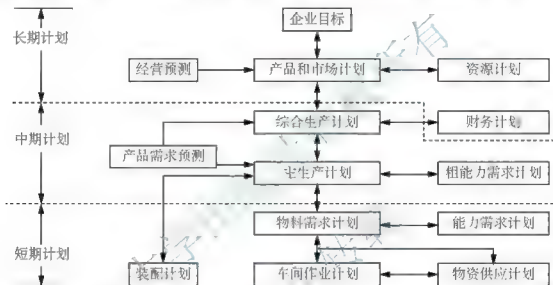 企业目标
长期计划
经营预测 产品和市场计划 资源计划
综合生产计划 财务计划
中期计划
产品需求预测
主生产计划 粗能力需求计划
物料需求计划 能力需求计划
短期计划
装配计划 车间作业计划 物资供应计划